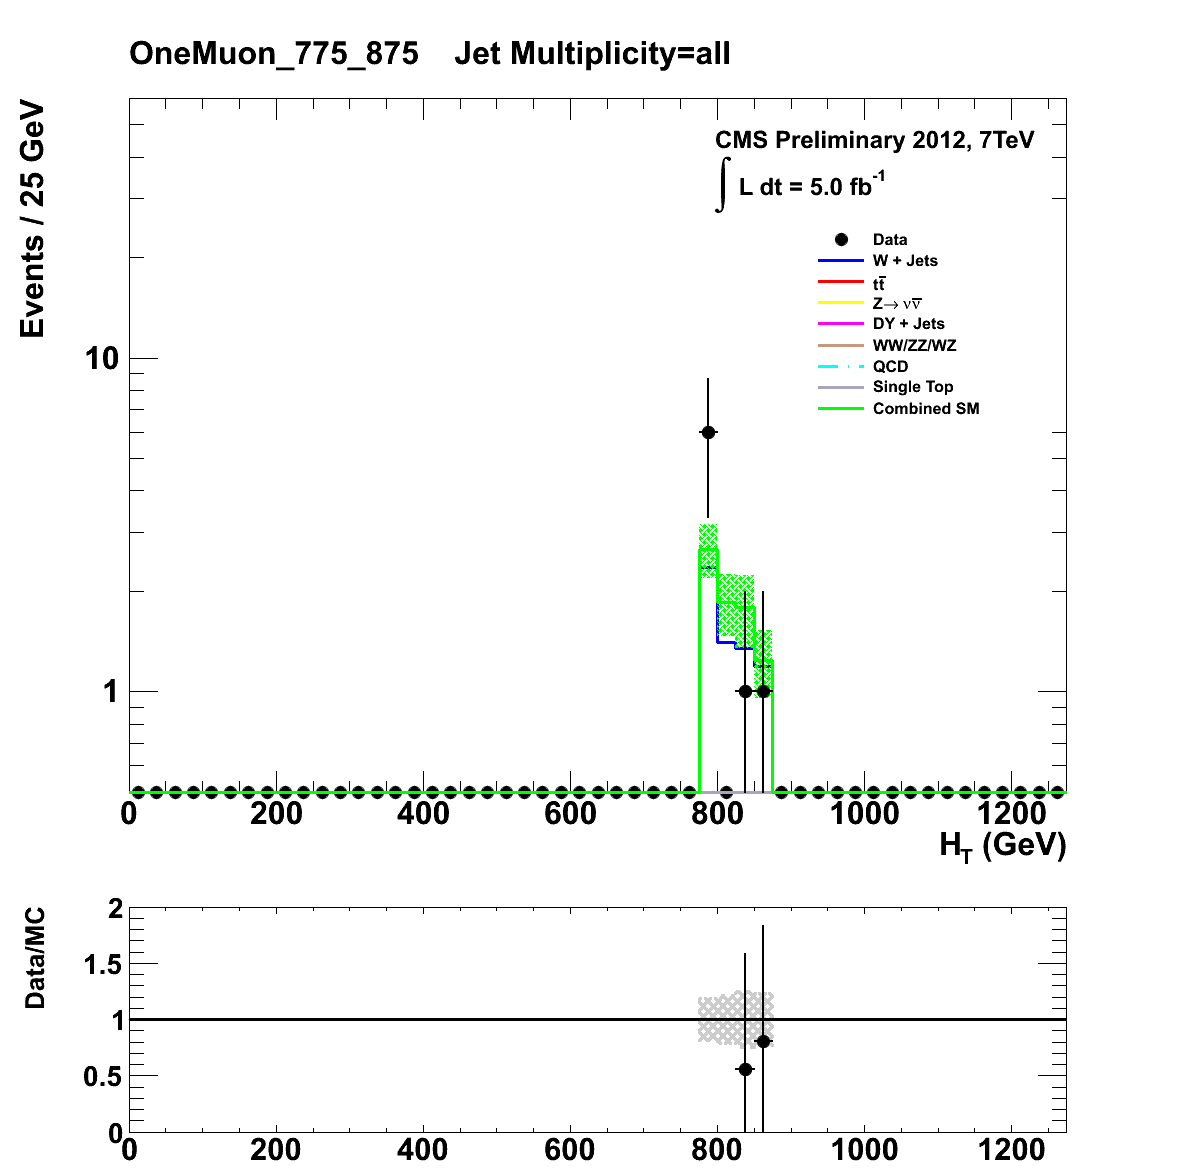 OneMuon_775_875 Jet Multiplicity=all
Events / 25 GeV
CMS Preliminary 2012, 7TeV
∫ L dt = 5.0 fb⁻¹
Data
W + Jets
tt̅
Z→ νν̅
DY + Jets
WW/ZZ/WZ
QCD
Single Top
Combined SM
10
1
0 200 400 600 800 1000 1200
H_T (GeV)
Data/MC
2
1.5
1
0.5
0
0 200 400 600 800 1000 1200